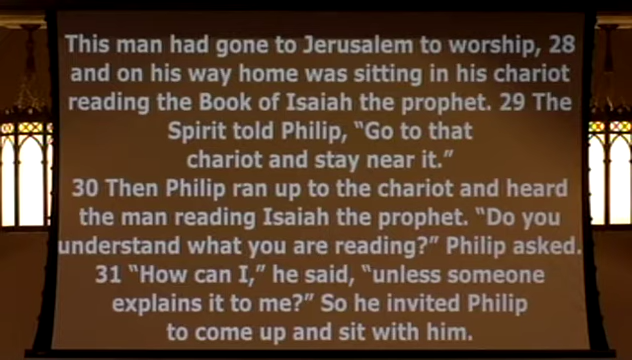 This man had gone to Jerusalem to worship, 28
and on his way home was sitting in his chariot
reading the Book of Isaiah the prophet. 29 The
Spirit told Philip, “Go to that
chariot and stay near it.”
30 Then Philip ran up to the chariot and heard
the man reading Isaiah the prophet. “Do you
understand what you are reading?” Philip asked.
31 “How can I,” he said, “unless someone
explains it to me?” So he invited Philip
to come up and sit with him.